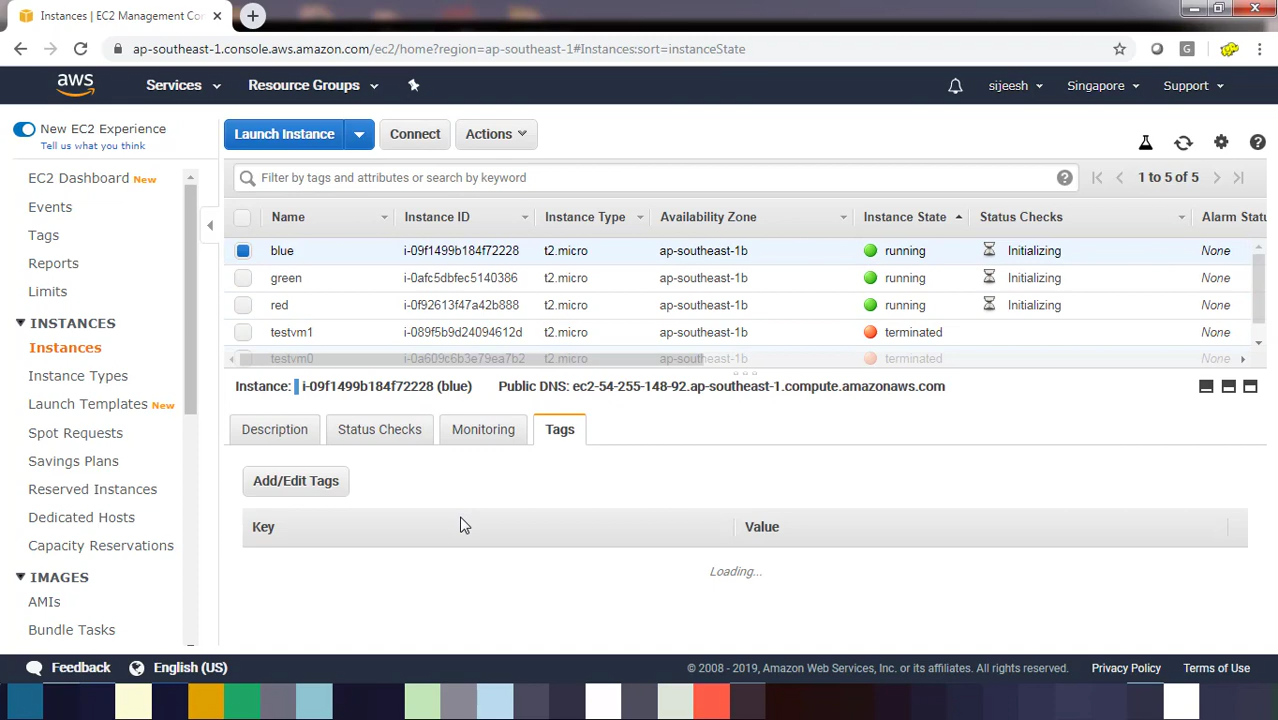 Instances | EC2 Management Con
ap-southeast-1.console.aws.amazon.com/ec2/home?region=ap-southeast-1#Instances:sort=instanceState
G
aws Services Resource Groups sijeesh Singapore Support
New EC2 Experience
Tell us what you think
Launch Instance Connect Actions
EC2 Dashboard New
Events
Tags
Reports
Limits
INSTANCES
Instances
Instance Types
Launch Templates New
Spot Requests
Savings Plans
Reserved Instances
Dedicated Hosts
Capacity Reservations
IMAGES
AMIs
Bundle Tasks
Filter by tags and attributes or search by keyword 1 to 5 of 5
Name Instance ID Instance Type Availability Zone Instance State Status Checks Alarm Statu
blue i-09f1499b184f72228 t2.micro ap-southeast-1b running Initializing None
green i-0afc5dbfec5140386 t2.micro ap-southeast-1b running Initializing None
red i-0f92613f47a42b888 t2.micro ap-southeast-1b running Initializing None
testvm1 i-089f5b9d24094612d t2.micro ap-southeast-1b terminated None
testvm0 i-0a609c6b3e79ea7b2 t2.micro ap-southeast-1b terminated None
Instance: i-09f1499b184f72228 (blue) Public DNS: ec2-54-255-148-92.ap-southeast-1.compute.amazonaws.com
Description Status Checks Monitoring Tags
Add/Edit Tags
Key Value
Loading...
Feedback English (US) © 2008 - 2019, Amazon Web Services, Inc. or its affiliates. All rights reserved. Privacy Policy Terms of Use